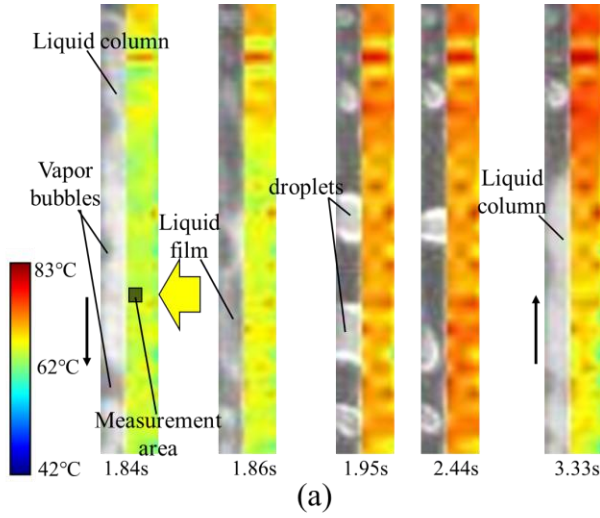 Liquid column
Vapor
bubbles
Liquid
film
droplets
Liquid
column
83℃
62℃
42℃
Measurement
area
1.84s
1.86s
1.95s
2.44s
3.33s
(a)